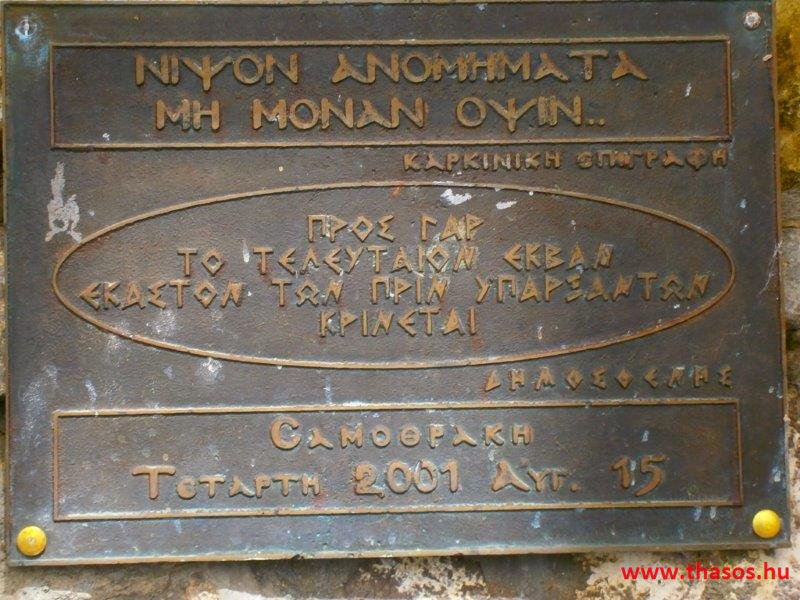 ΝΙΨΟΝ ΑΝΟΜΗΜΑΤΑ
ΜΗ ΜΟΝΑΝ ΟΨΙΝ..
ΚΑΡΚΙΝΙΚΗ ΕΠΙΓΡΑΦΗ
ΠΡΟΣ ΓΑΡ
ΤΟ ΤΕΛΕΥΤΑΙΟΝ ΕΚΒΑΝ
ΕΚΑΣΤΟΝ ΤΩΝ ΠΡΙΝ ΥΠΑΡΞΑΝΤΩΝ
ΚΡΙΝΕΤΑΙ
ΔΗΜΟΣΘΕΝΗΣ
ΣΑΜΟΘΡΑΚΗ
ΤΕΤΑΡΤΗ 2001 ΑΥΓ. 15
www.thasos.hu